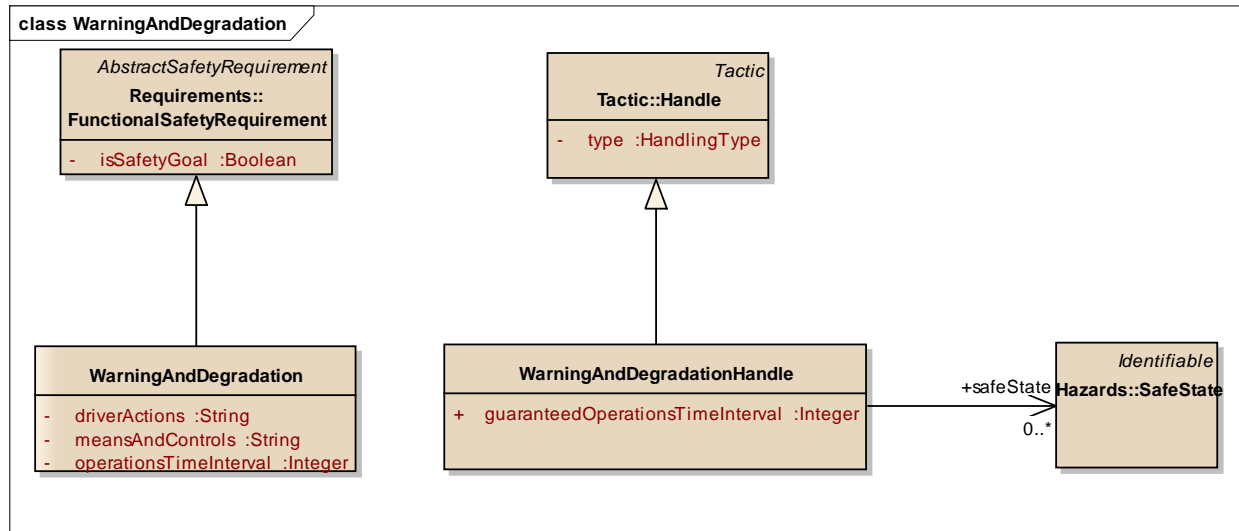 class WarningAndDegradation
AbstractSafetyRequirement
Requirements::
FunctionalSafetyRequirement
- isSafetyGoal :Boolean
Tactic
Tactic::Handle
- type :HandlingType
WarningAndDegradation
- driverActions :String
- meansAndControls :String
- operationsTimeInterval :Integer
WarningAndDegradationHandle
+ guaranteedOperationsTimeInterval :Integer
+safeState
0..*
Identifiable
Hazards::SafeState